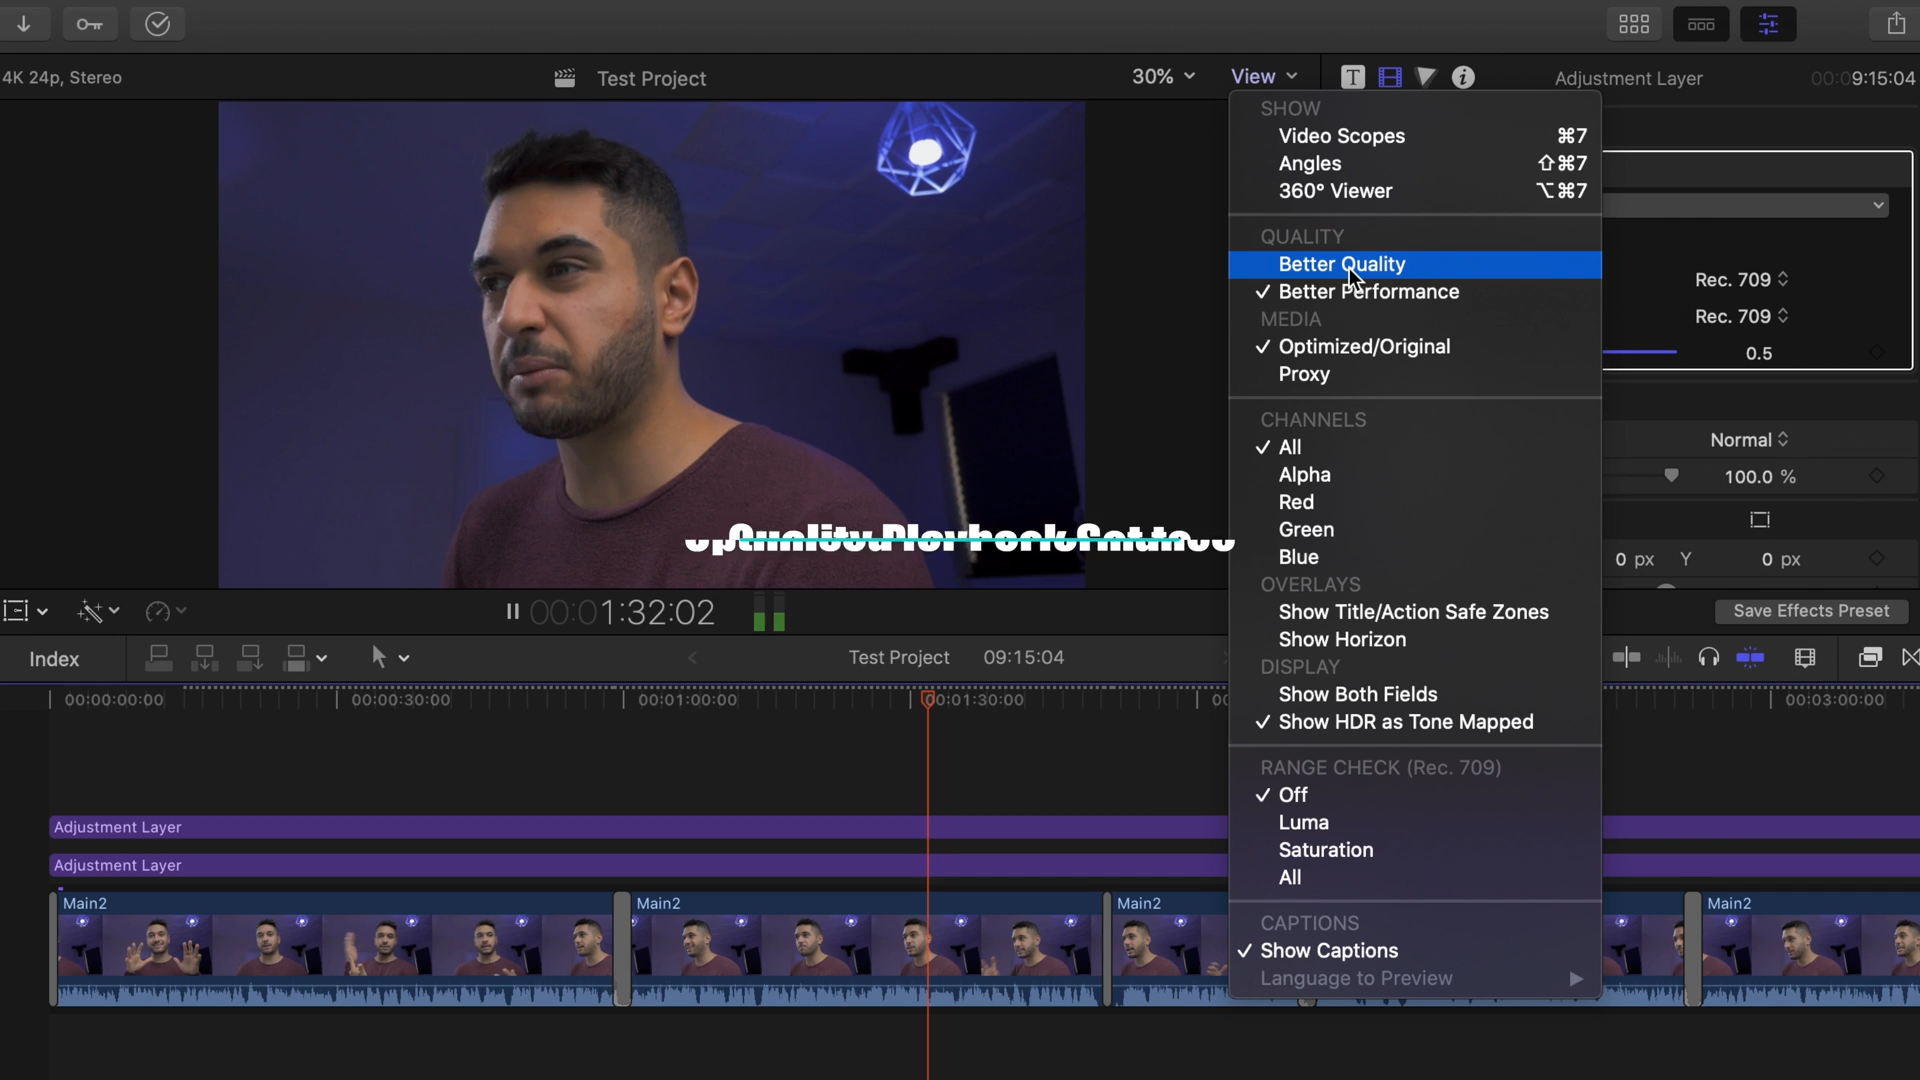 4K 24p, Stereo
Test Project
30%
View
T
i
Adjustment Layer
00:09:15:04
SHOW
Video Scopes ⌘7
Angles ⇧⌘7
360° Viewer ⌥⌘7
QUALITY
Better Quality
✓ Better Performance
MEDIA
✓ Optimized/Original
Proxy
CHANNELS
✓ All
Alpha
Red
Green
Blue
OVERLAYS
Show Title/Action Safe Zones
Show Horizon
DISPLAY
Show Both Fields
✓ Show HDR as Tone Mapped
RANGE CHECK (Rec. 709)
✓ Off
Luma
Saturation
All
CAPTIONS
✓ Show Captions
Language to Preview
Rec. 709
Rec. 709
0.5
Normal
100.0 %
0 px Y 0 px
Save Effects Preset
Quality Playback Settings
00:01:32:02
Index
Test Project 09:15:04
00:00:00:00 00:00:30:00 00:01:00:00 00:01:30:00 00:03:00:00
Adjustment Layer
Adjustment Layer
Main2 Main2 Main2 Main2